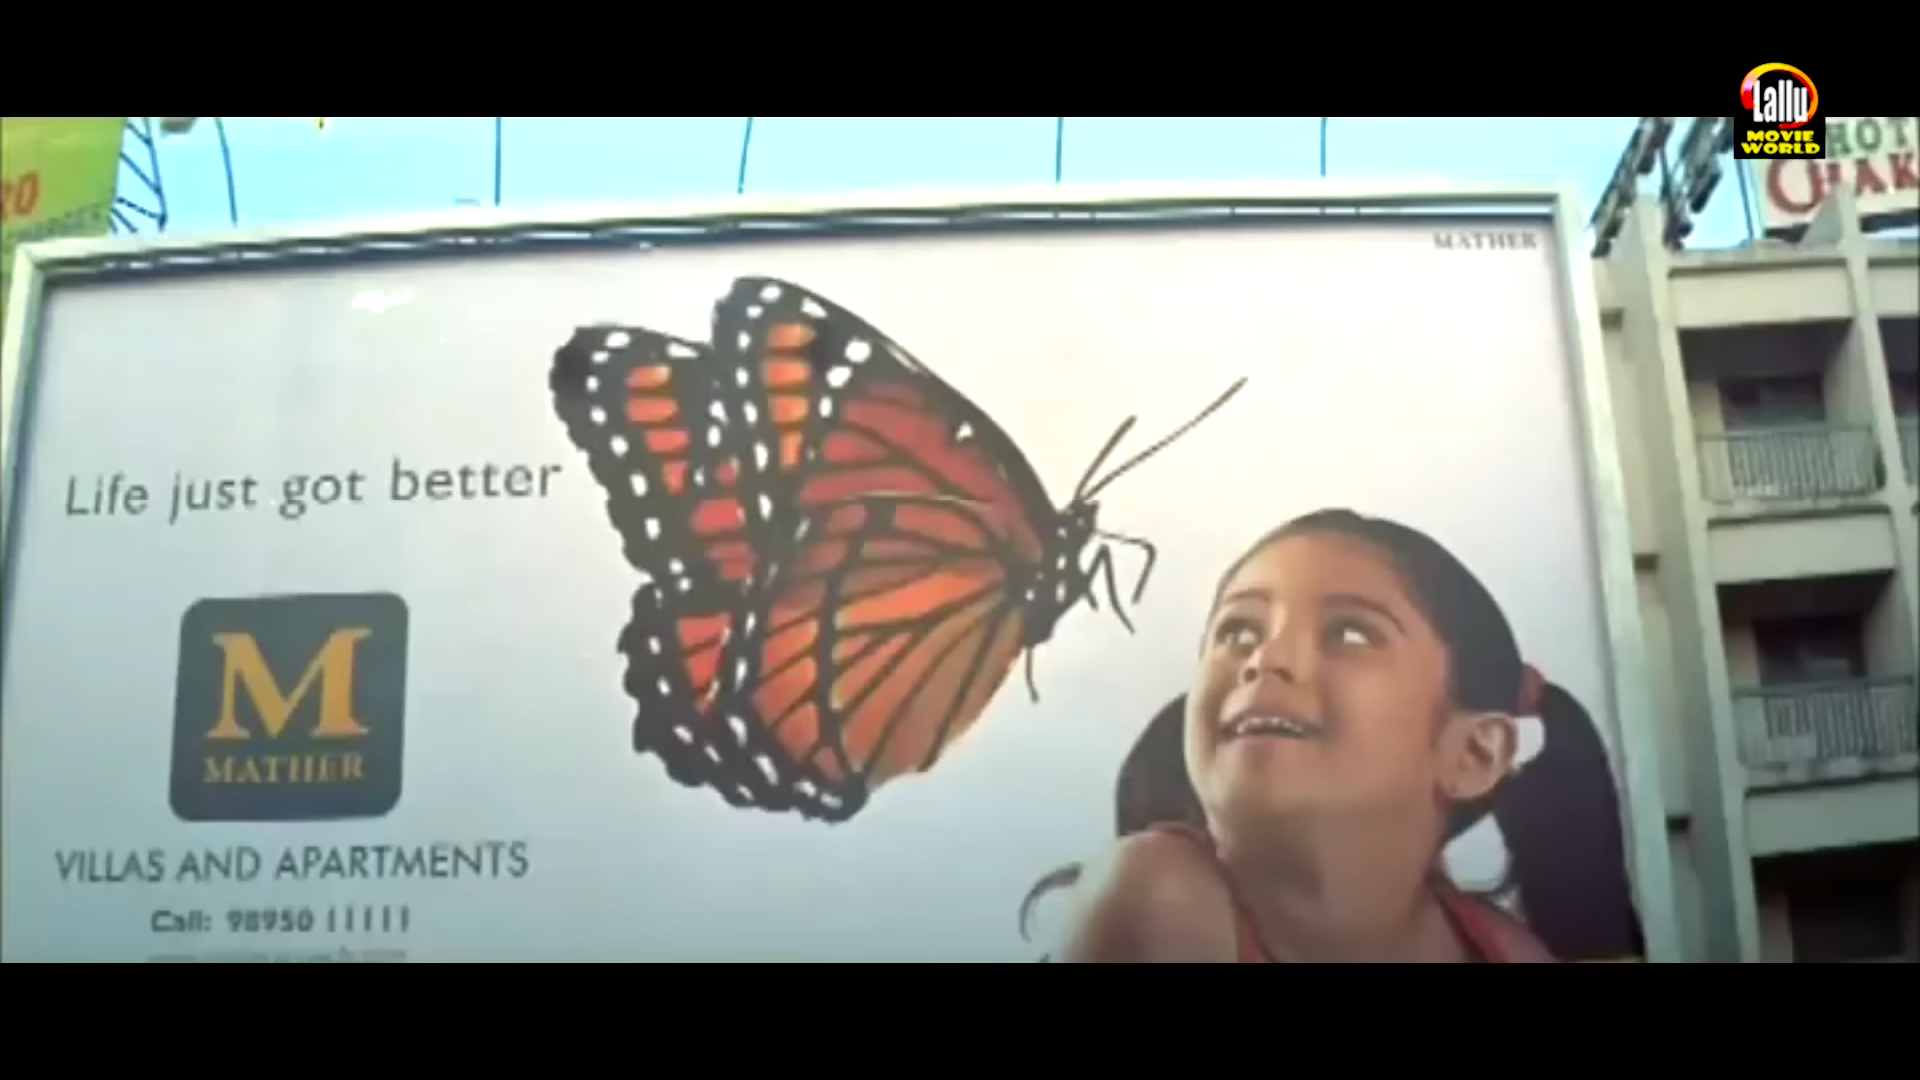 Lallu
MOVIE
WORLD
MATHER
Life just got better
M
MATHER
VILLAS AND APARTMENTS
Call: 98950 11111